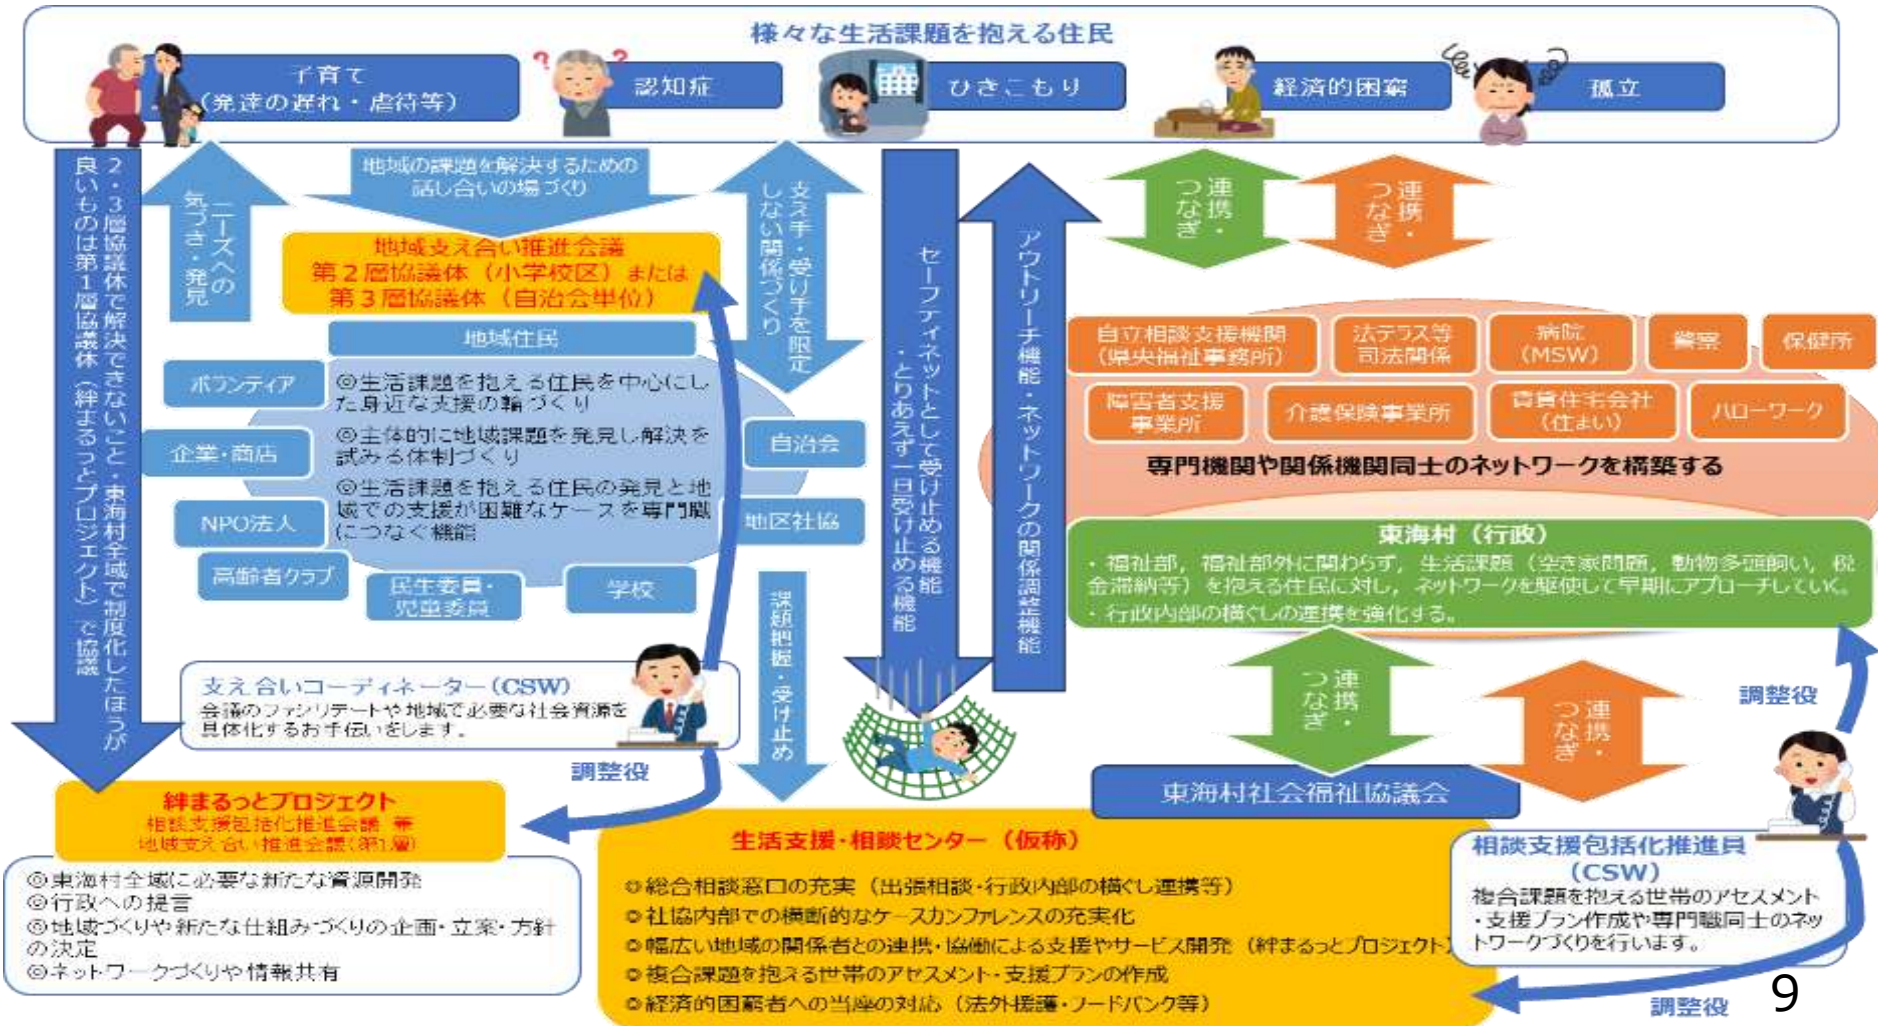 様々な生活課題を抱える住民
子育て
(発達の遅れ・虐待等)
認知症
ひきこもり
経済的困窮
孤立
2・3層協議体で解決できないこと・東海村全域で制度化したほうが
良いものは第1層協議体(絆まるっとプロジェクト)で協議
ニーズへの
気づき・発見
地域の課題を解決するための
話し合いの場づくり
地域支え合い推進会議
第2層協議体(小学校区)または
第3層協議体(自治会単位)
支え手・受け手を限定
しない関係づくり
セーフティネットとして受け止める機能
・とりあえず一旦受け止める機能
アウトリーチ機能・ネットワークの関係調整機能
連携・
つなぎ
連携・
つなぎ
地域住民
◎生活課題を抱える住民を中心にし
た身近な支援の輪づくり
◎主体的に地域課題を発見し解決を
試みる体制づくり
◎生活課題を抱える住民の発見と地
域での支援が困難なケースを専門職
につなぐ機能
ボランティア
企業・商店
NPO法人
高齢者クラブ
民生委員・
児童委員
学校
自治会
地区社協
自立相談支援機関
(県央福祉事務所)
法テラス等
司法関係
病院
(MSW)
警察
保健所
障害者支援
事業所
介護保険事業所
賃貸住宅会社
(住まい)
ハローワーク
専門機関や関係機関同士のネットワークを構築する
東海村(行政)
・福祉部,福祉部外に関わらず,生活課題(空き家問題,動物多頭飼い,税
金滞納等)を抱える住民に対し,ネットワークを駆使して早期にアプローチしていく。
・行政内部の横ぐしの連携を強化する。
課題把握・受け止め
支え合いコーディネーター(CSW)
会議のファシリテートや地域で必要な社会資源を
具体化するお手伝いをします。
調整役
連携・
つなぎ
連携・
つなぎ
調整役
絆まるっとプロジェクト
相談支援包括化推進会議 兼
地域支え合い推進会議(第1層)
◎東海村全域に必要な新たな資源開発
◎行政への提言
◎地域づくりや新たな仕組みづくりの企画・立案・方針
の決定
◎ネットワークづくりや情報共有
東海村社会福祉協議会
生活支援・相談センター(仮称)
◎総合相談窓口の充実(出張相談・行政内部の横ぐし連携等)
◎社協内部での横断的なケースカンファレンスの充実化
◎幅広い地域の関係者との連携・協働による支援やサービス開発(絆まるっとプロジェクト)
◎複合課題を抱える世帯のアセスメント・支援プランの作成
◎経済的困窮者への当座の対応(法外援護・フードバンク等)
相談支援包括化推進員
(CSW)
複合課題を抱える世帯のアセスメント
・支援プラン作成や専門職同士のネッ
トワークづくりを行います。
調整役
9